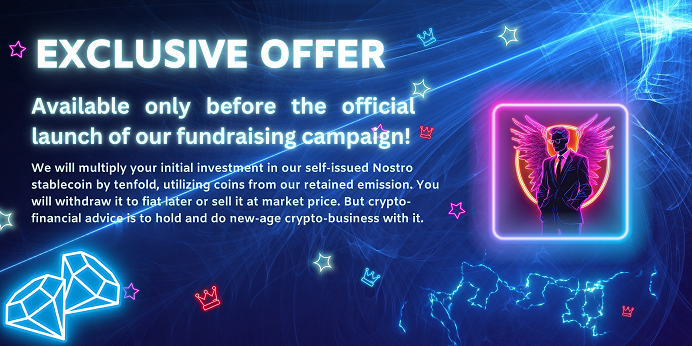 EXCLUSIVE OFFER
Available only before the official
launch of our fundraising campaign!
We will multiply your initial investment in our self-issued Nostro
stablecoin by tenfold, utilizing coins from our retained emission. You
will withdraw it to fiat later or sell it at market price. But crypto-
financial advice is to hold and do new-age crypto-business with it.